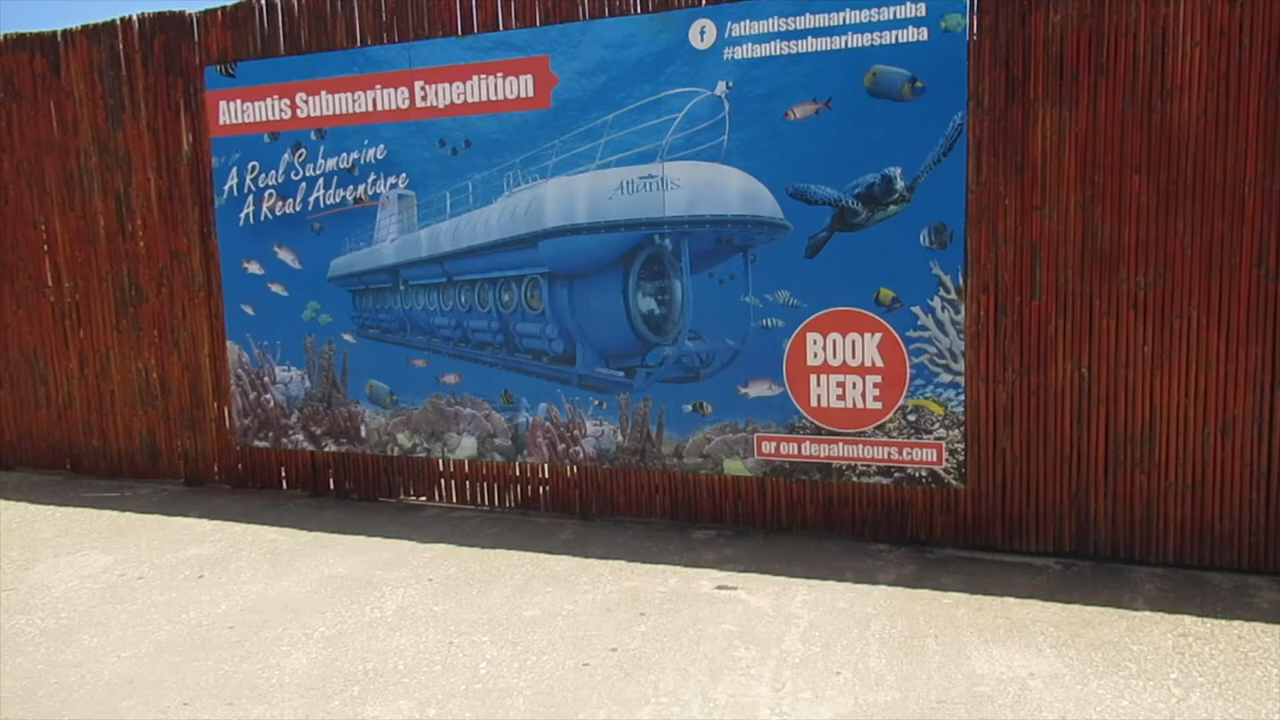 /atlantissubmarinesaruba
#atlantissubmarinesaruba
Atlantis Submarine Expedition
A Real Submarine
A Real Adventure
Atlantis
BOOK
HERE
or on depalmtours.com